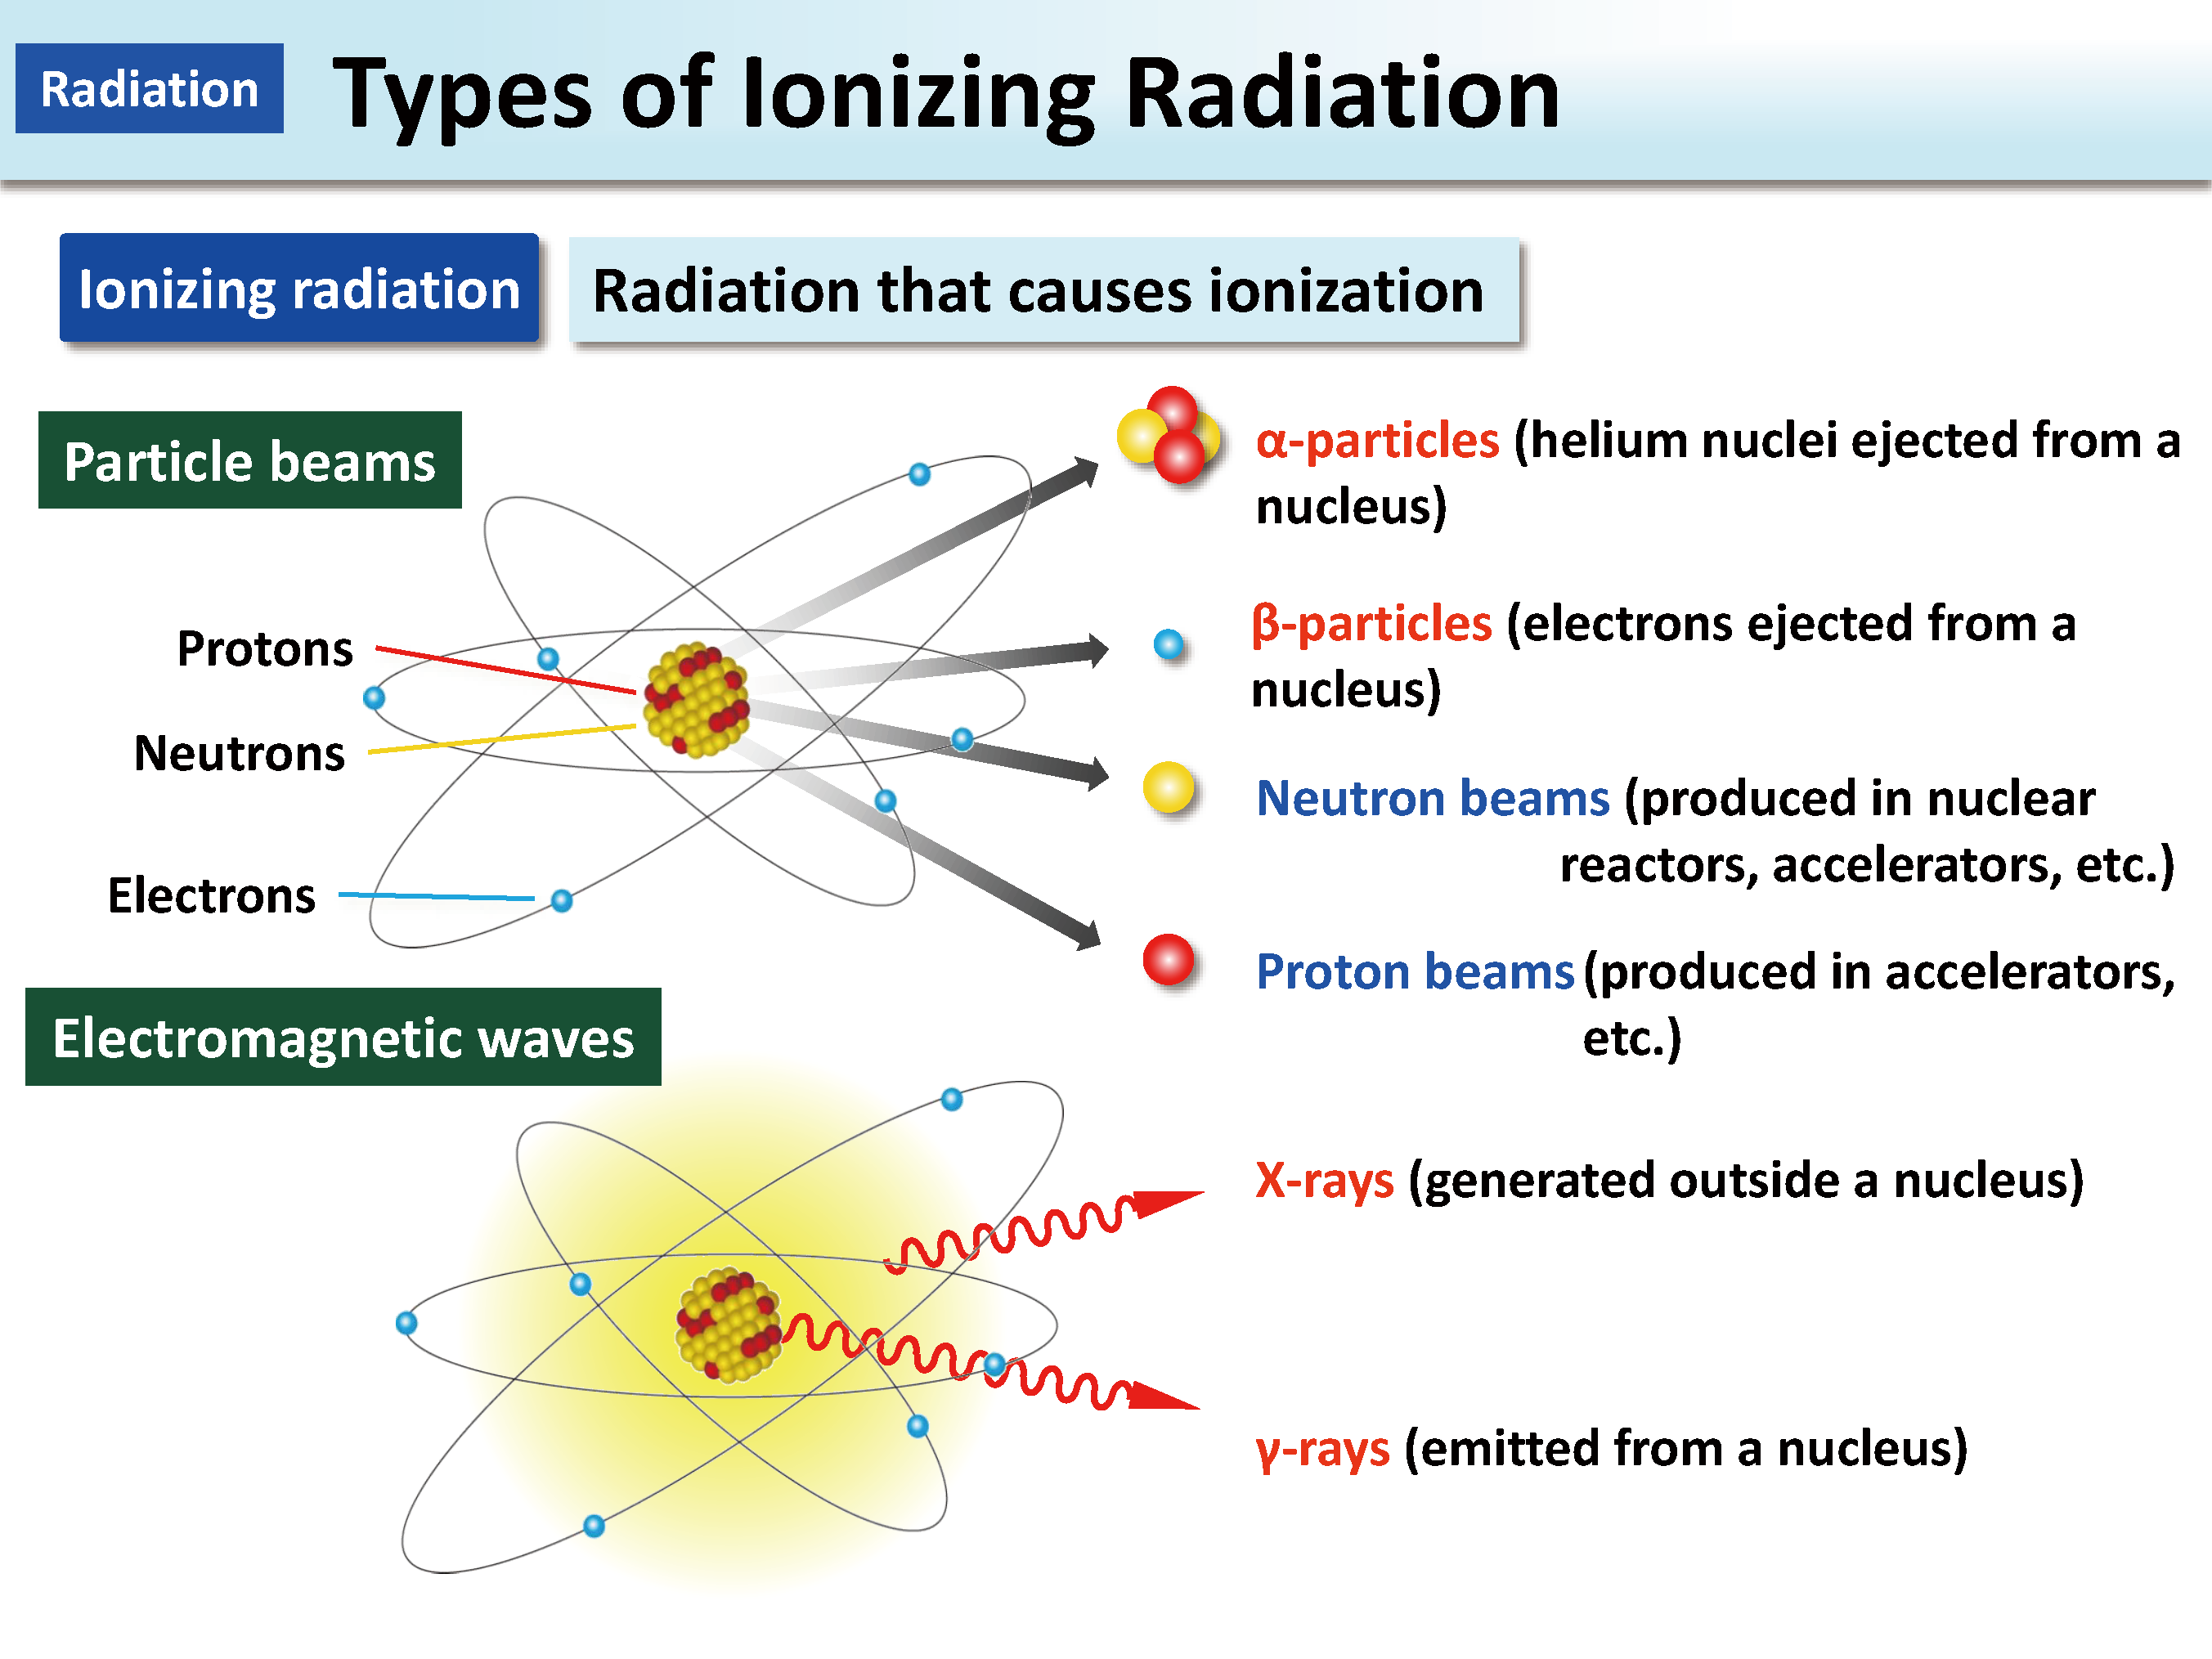 Radiation
Types of Ionizing Radiation
Ionizing radiation
Radiation that causes ionization
Particle beams
Protons
Neutrons
Electrons
α-particles (helium nuclei ejected from a
nucleus)
β-particles (electrons ejected from a
nucleus)
Neutron beams (produced in nuclear
reactors, accelerators, etc.)
Proton beams (produced in accelerators,
etc.)
Electromagnetic waves
X-rays (generated outside a nucleus)
γ-rays (emitted from a nucleus)